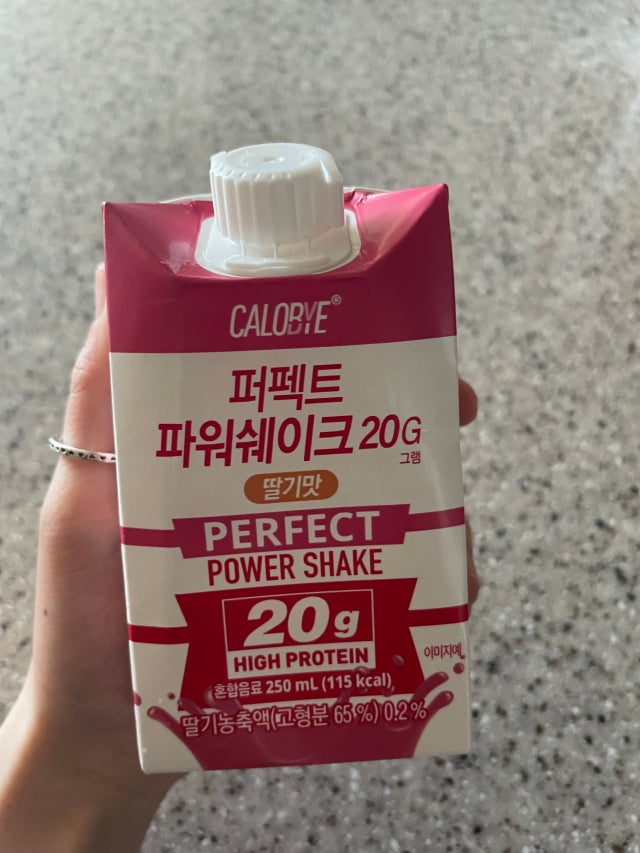 CALOBYE®
퍼펙트
파워쉐이크 20G
그램
딸기맛
PERFECT
POWER SHAKE
20g
HIGH PROTEIN
이미지예
혼합음료 250 mL (115 kcal)
딸기농축액(고형분 65 %) 0.2 %